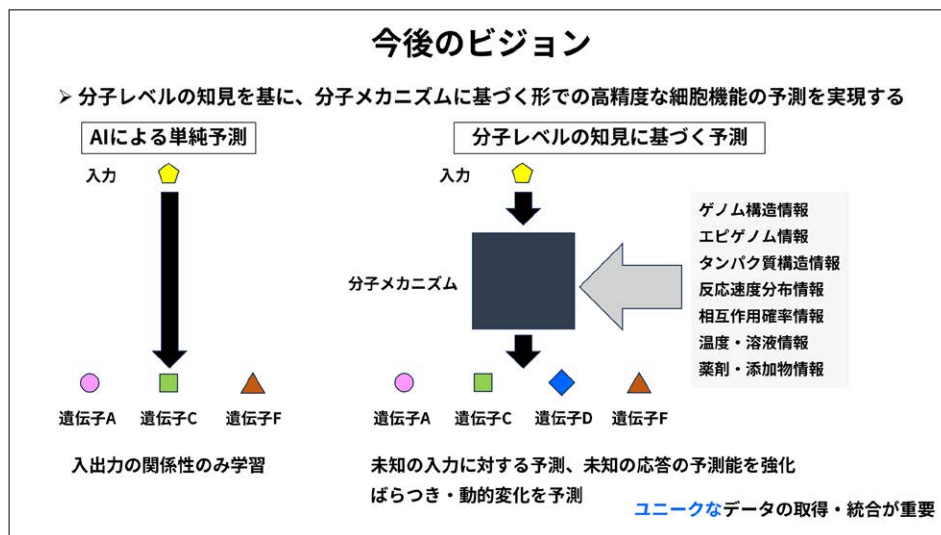 今後のビジョン
➢ 分子レベルの知見を基に、分子メカニズムに基づく形での高精度な細胞機能の予測を実現する
AIによる単純予測
入力
遺伝子A 遺伝子C 遺伝子F
入出力の関係性のみ学習
分子レベルの知見に基づく予測
入力
分子メカニズム
ゲノム構造情報
エピゲノム情報
タンパク質構造情報
反応速度分布情報
相互作用確率情報
温度・溶液情報
薬剤・添加物情報
遺伝子A 遺伝子C 遺伝子D 遺伝子F
未知の入力に対する予測、未知の応答の予測能を強化
ばらつき・動的変化を予測
ユニークなデータの取得・統合が重要